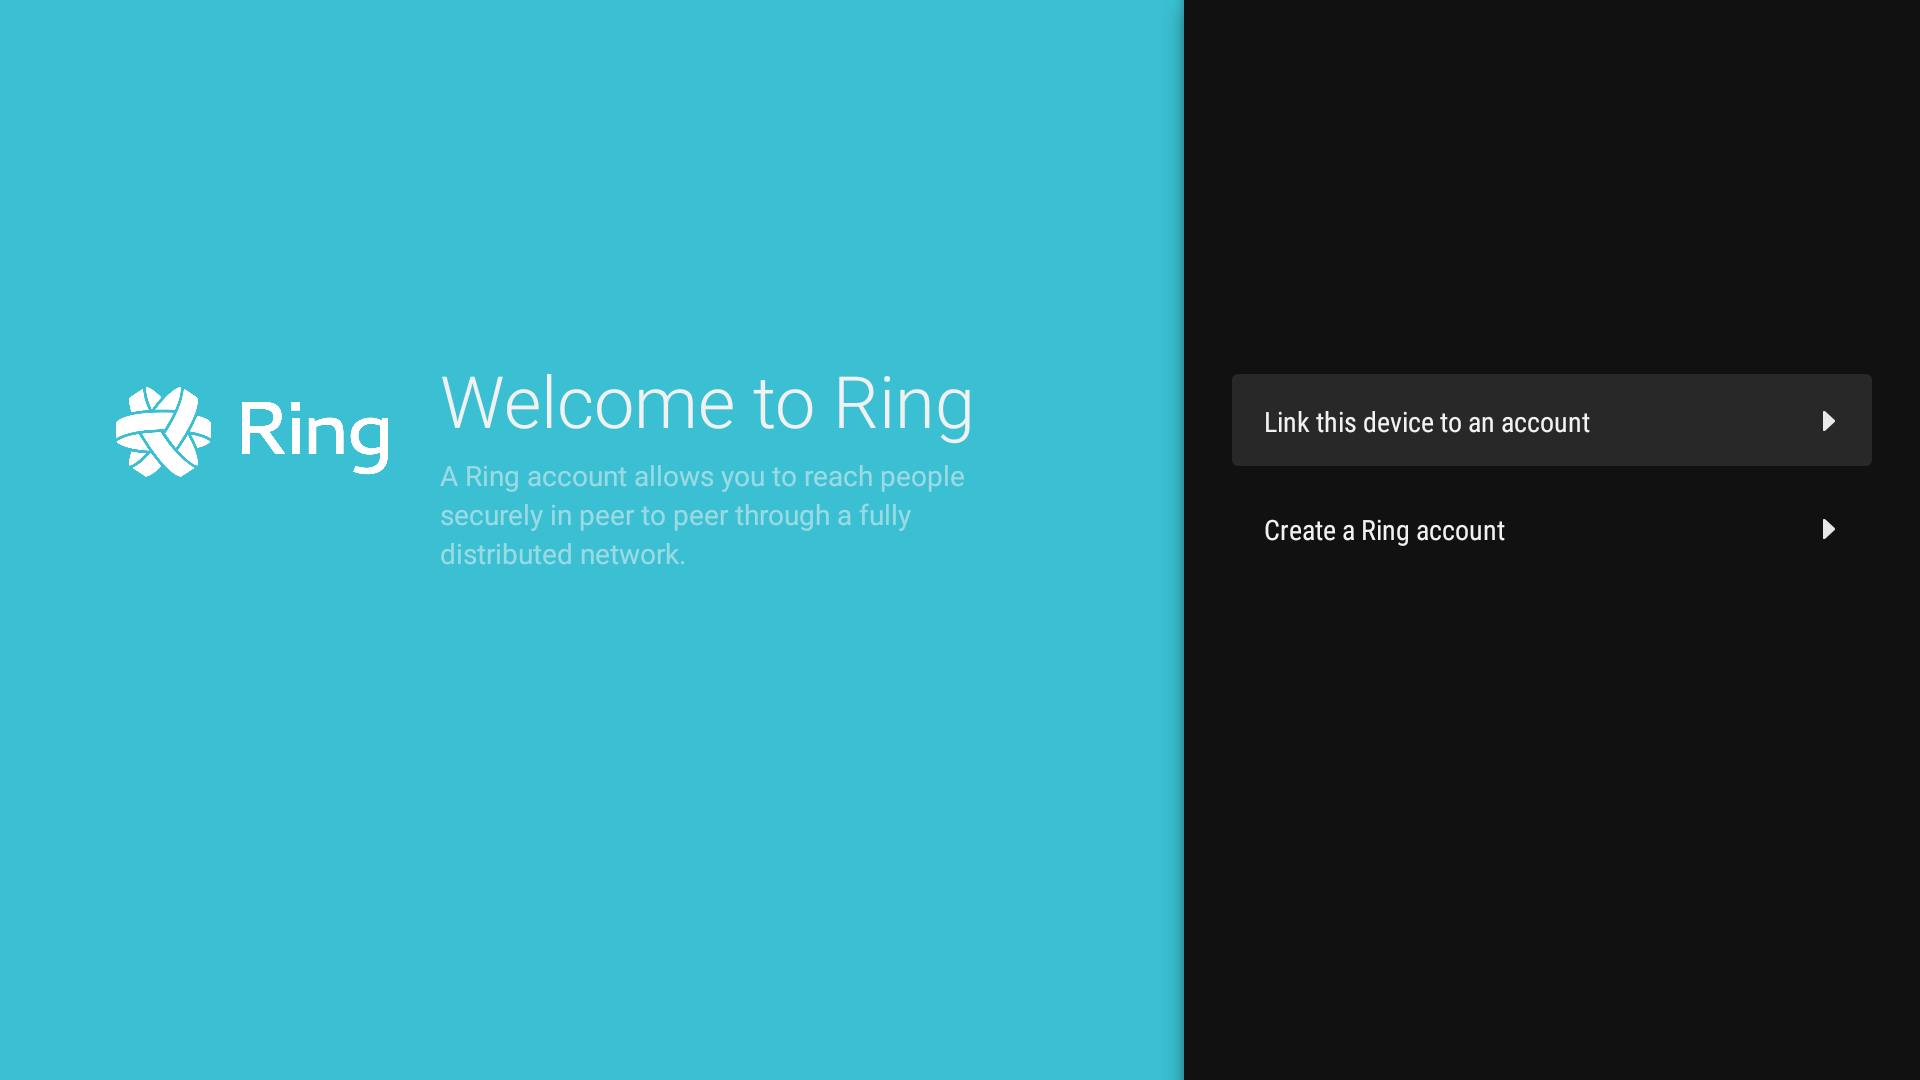 Ring
Welcome to Ring
A Ring account allows you to reach people
securely in peer to peer through a fully
distributed network.
Link this device to an account
Create a Ring account